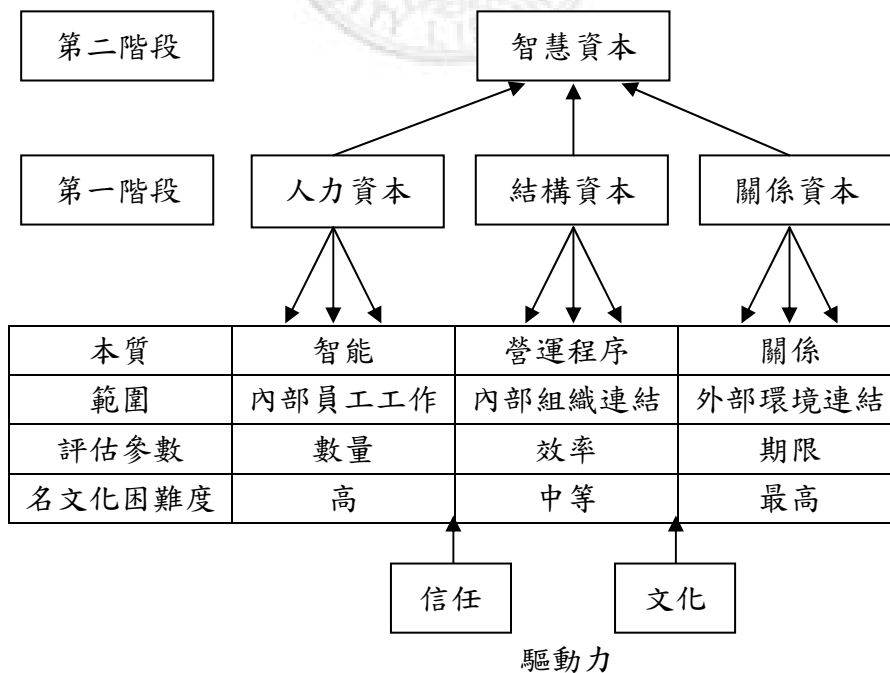 第二階段 智慧資本
第一階段 人力資本 結構資本 關係資本
本質 智能 營運程序 關係
範圍 內部員工工作 內部組織連結 外部環境連結
評估參數 數量 效率 期限
名文化困難度 高 中等 最高
信任 文化
驅動力